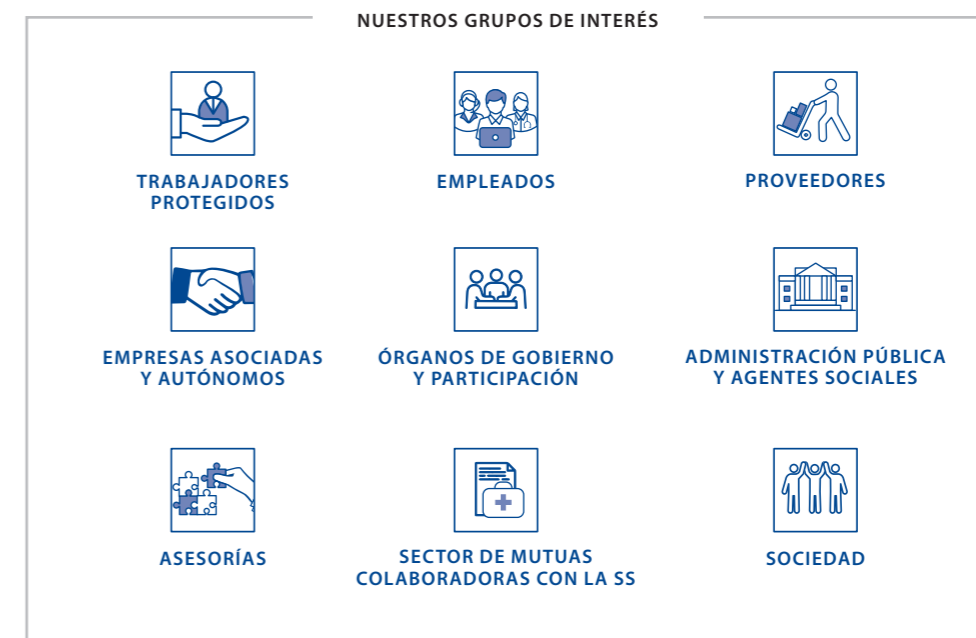 NUESTROS GRUPOS DE INTERÉS
TRABAJADORES
PROTEGIDOS
EMPLEADOS
PROVEEDORES
EMPRESAS ASOCIADAS
Y AUTÓNOMOS
ÓRGANOS DE GOBIERNO
Y PARTICIPACIÓN
ADMINISTRACIÓN PÚBLICA
Y AGENTES SOCIALES
ASESORÍAS
SECTOR DE MUTUAS
COLABORADORAS CON LA SS
SOCIEDAD